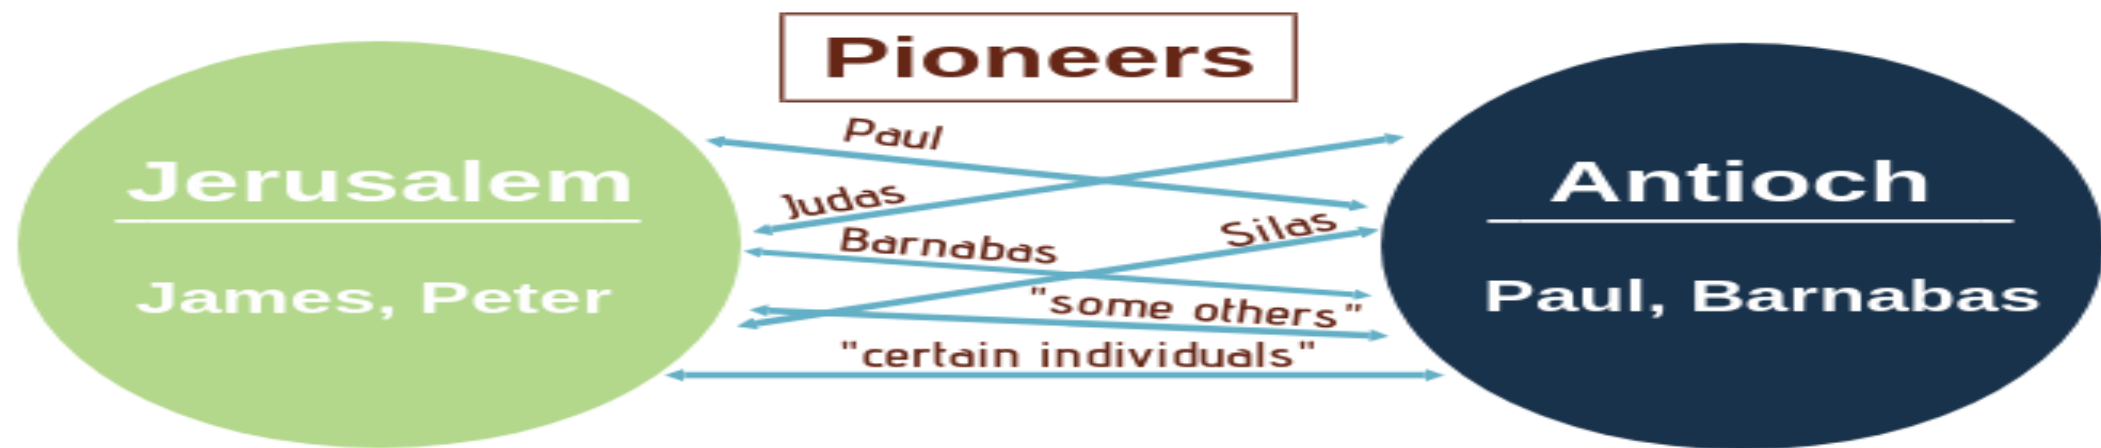 Pioneers
Jerusalem
James, Peter
Paul
Judas
Barnabas
Silas
"some others"
"certain individuals"
Antioch
Paul, Barnabas